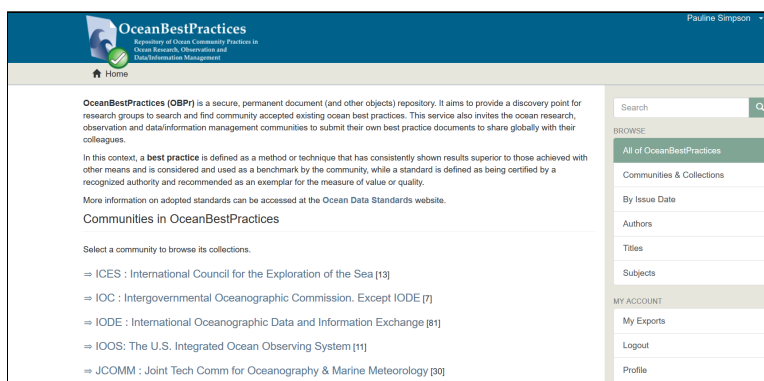 Pauline Simpson
OceanBestPractices
Repository of Ocean Community Practices in
Ocean Research, Observation and
Data/Information Management
Home
OceanBestPractices (OBPr) is a secure, permanent document (and other objects) repository. It aims to provide a discovery point for
research groups to search and find community accepted existing ocean best practices. This service also invites the ocean research,
observation and data/information management communities to submit their own best practice documents to share globally with their
colleagues.
In this context, a best practice is defined as a method or technique that has consistently shown results superior to those achieved with
other means and is considered and used as a benchmark by the community, while a standard is defined as being certified by a
recognized authority and recommended as an exemplar for the measure of value or quality.
More information on adopted standards can be accessed at the Ocean Data Standards website.
Communities in OceanBestPractices
Select a community to browse its collections.
⇒ ICES : International Council for the Exploration of the Sea [13]
⇒ IOC : Intergovernmental Oceanographic Commission. Except IODE [7]
⇒ IODE : International Oceanographic Data and Information Exchange [81]
⇒ IOOS: The U.S. Integrated Ocean Observing System [11]
⇒ JCOMM : Joint Tech Comm for Oceanography & Marine Meteorology [30]
Search
BROWSE
All of OceanBestPractices
Communities & Collections
By Issue Date
Authors
Titles
Subjects
MY ACCOUNT
My Exports
Logout
Profile